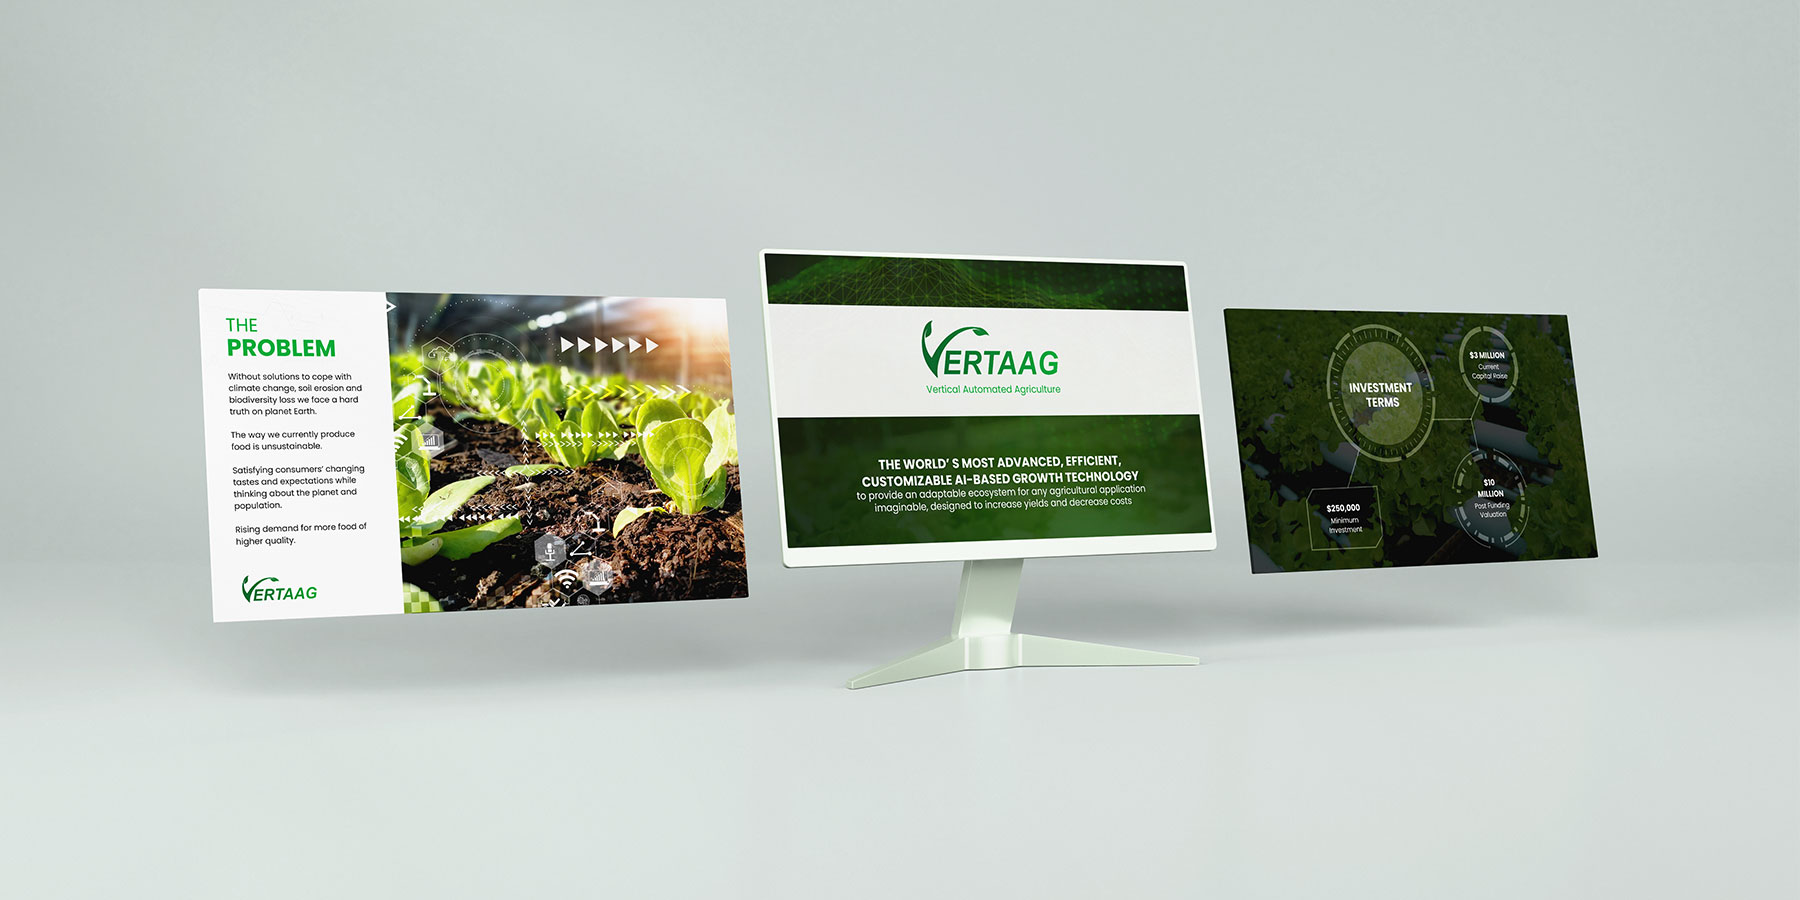 THE
PROBLEM
Without solutions to cope with
climate change, soil erosion and
biodiversity loss we face a hard
truth on planet Earth.
The way we currently produce
food is unsustainable.
Satisfying consumers' changing
tastes and expectations while
thinking about the planet and
population.
Rising demand for more food of
higher quality.
VERTAAG
VERTAAG
Vertical Automated Agriculture
THE WORLD' S MOST ADVANCED, EFFICIENT,
CUSTOMIZABLE AI-BASED GROWTH TECHNOLOGY
to provide an adaptable ecosystem for any agricultural application
imaginable, designed to increase yields and decrease costs
INVESTMENT
TERMS
$3 MILLION
Current
Capital Raise
$250,000
Minimum
Investment
$10
MILLION
Post Funding
Valuation